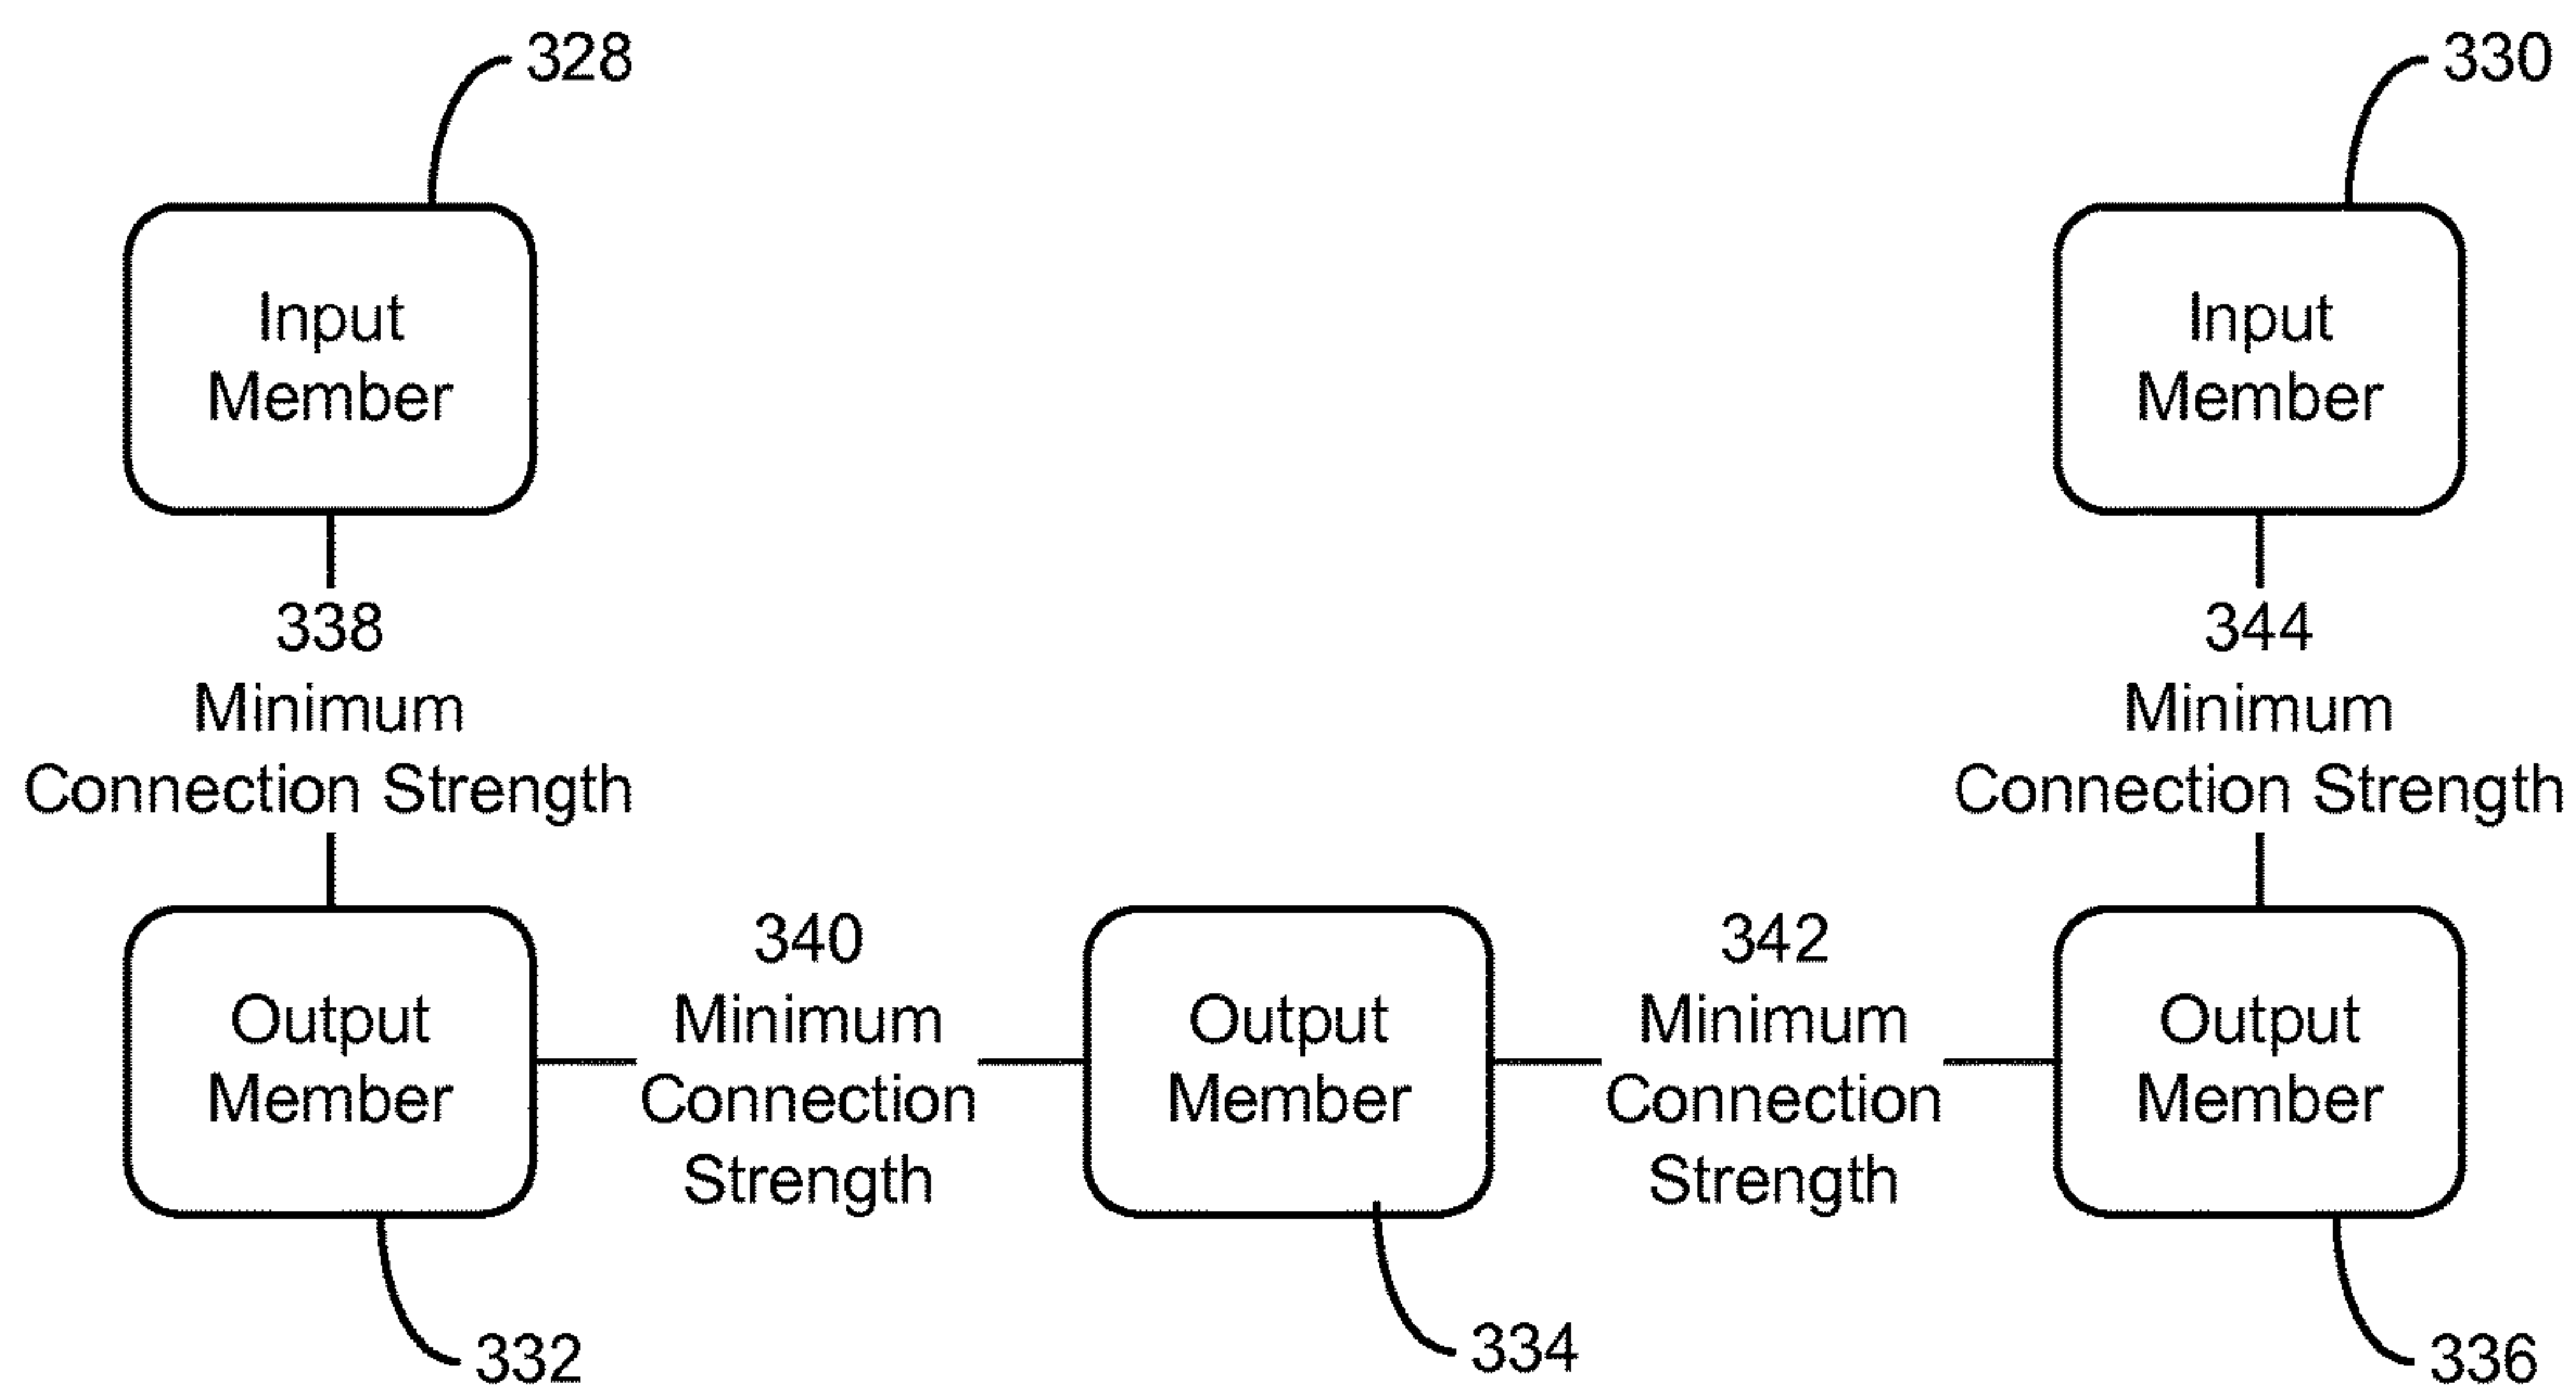 328
330
Input
Member
Input
Member
338
Minimum
Connection Strength
344
Minimum
Connection Strength
Output
Member
340
Minimum
Connection
Strength
Output
Member
342
Minimum
Connection
Strength
Output
Member
332
334
336